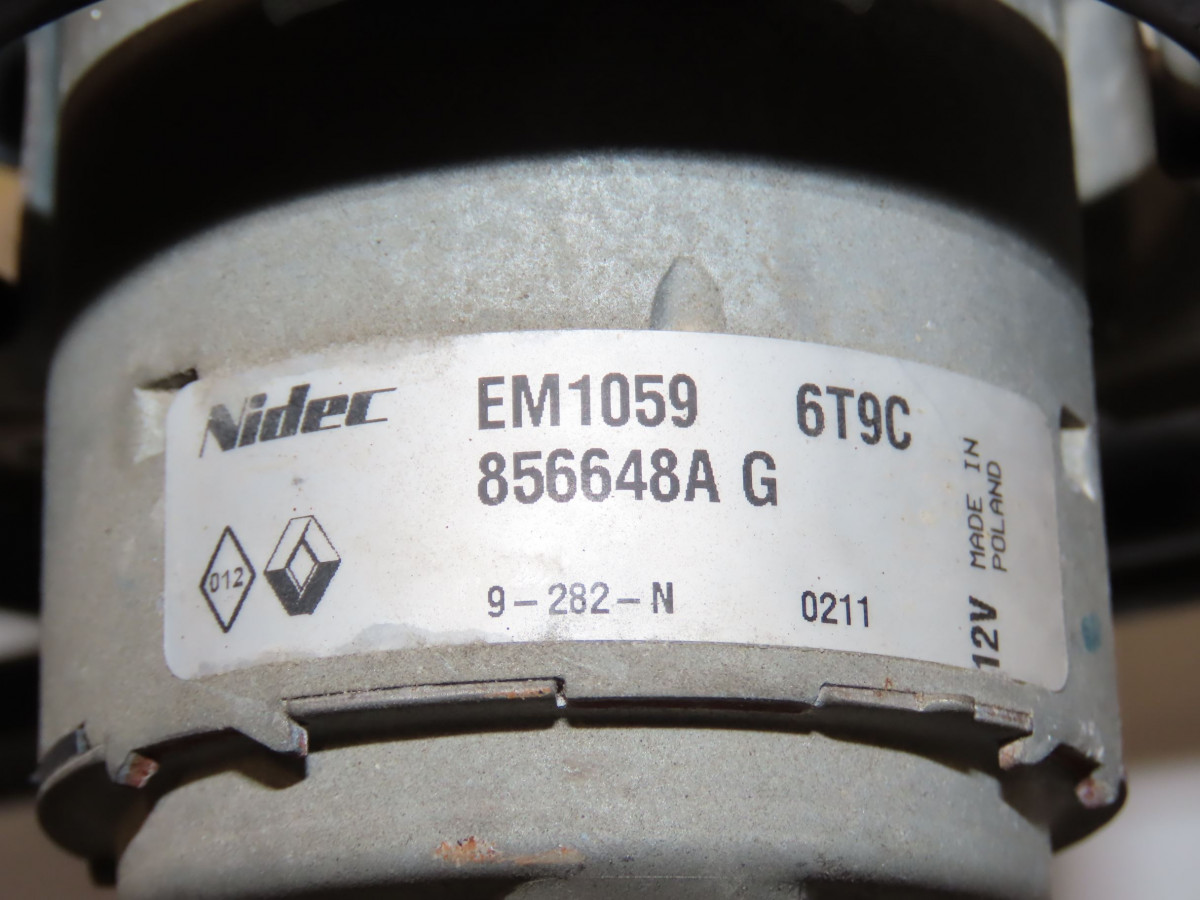 Nidec
EM1059 6T9C
856648A G
012
9-282-N 0211
12V MADE IN
POLAND